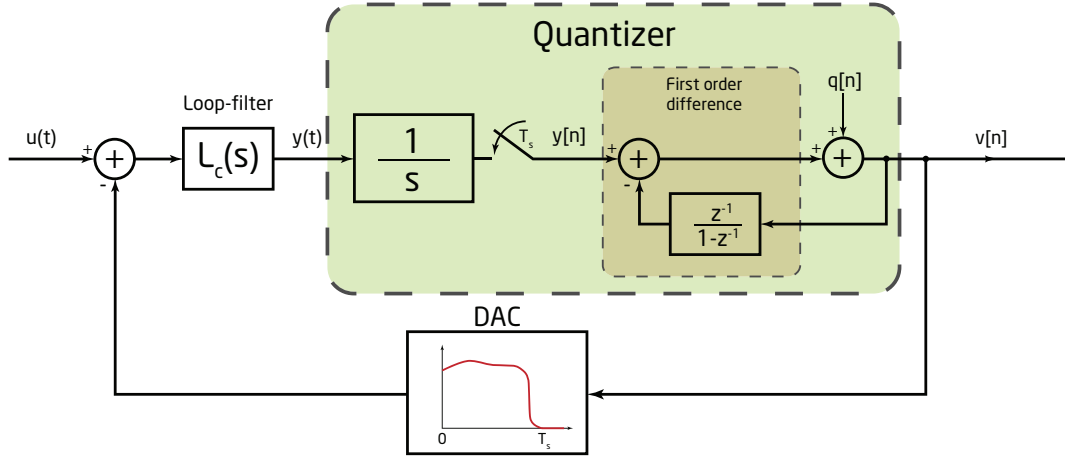 Quantizer
First order
difference
q[n]
Loop-filter
u(t)
+
+
-
L_c(s)
y(t)
1
s
T_s
y[n]
+
+
-
+
+
+
v[n]
z^-1
1-z^-1
DAC
0
T_s